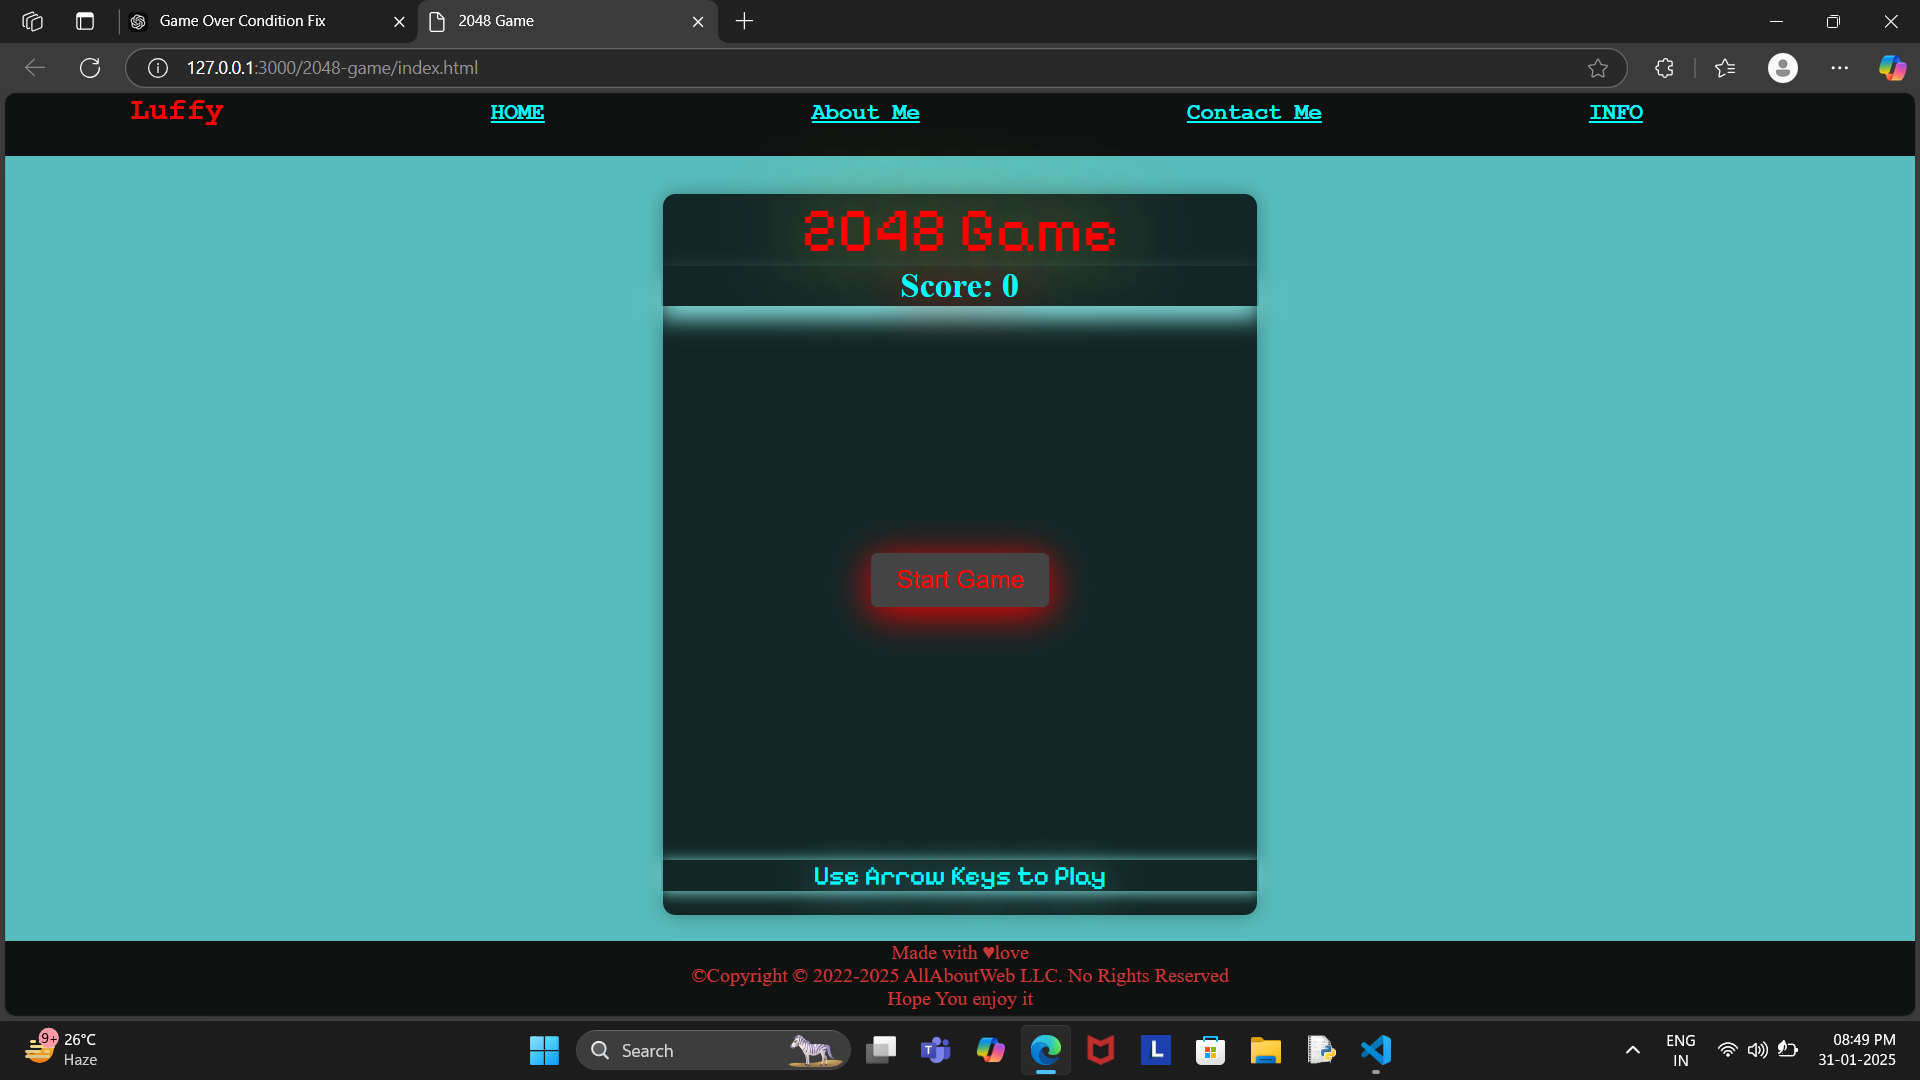 Game Over Condition Fix
2048 Game
127.0.0.1:3000/2048-game/index.html
Luffy
HOME
About Me
Contact Me
INFO
2048 Game
Score: 0
Start Game
Use Arrow Keys to Play
Made with ♥love
©Copyright © 2022-2025 AllAboutWeb LLC. No Rights Reserved
Hope You enjoy it
9+
26°C
Haze
Search
T
L
ENG
IN
08:49 PM
31-01-2025